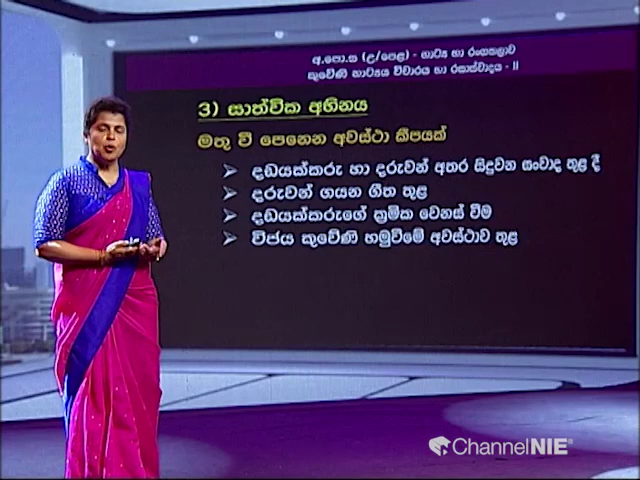 අ.පො.ස (උ/පෙළ) - නාට්‍ය හා රංගකලාව
කුවේණි නාට්‍යය විචාරය හා රසාස්වාදය - II
3) සාත්වික අභිනය
මතු වී පෙනෙන අවස්ථා කීපයක්
➢ දඩයක්කරු හා දරුවන් අතර සිදුවන සංවාද තුළ දී
➢ දරුවන් ගයන ගීත තුළ
➢ දඩයක්කරුගේ ක්‍රමික වෙනස් වීම
➢ විජය කුවේණි හමුවීමේ අවස්ථාව තුළ
ChannelNIE